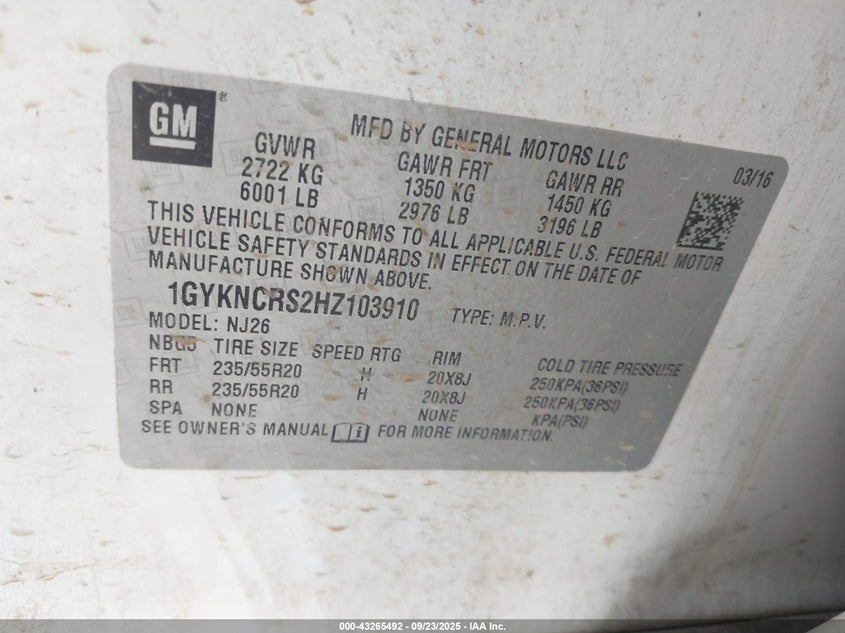 GM ®
MFD BY GENERAL MOTORS LLC
GVWR GAWR FRT GAWR RR 03/16
2722 KG 1350 KG 1450 KG
6001 LB 2976 LB 3196 LB
THIS VEHICLE CONFORMS TO ALL APPLICABLE U.S. FEDERAL MOTOR
VEHICLE SAFETY STANDARDS IN EFFECT ON THE DATE OF
MANUFACTURE SHOWN ABOVE.
1GYKNCRS2HZ103910 TYPE: M.P.V.
MODEL: NJ26
NBG5 TIRE SIZE SPEED RTG RIM COLD TIRE PRESSURE
FRT 235/55R20 H 20X8J 250KPA(36PSI)
RR 235/55R20 H 20X8J 250KPA(36PSI)
SPA NONE NONE KPA(PSI)
SEE OWNER'S MANUAL FOR MORE INFORMATION.
000-43265492 - 09/23/2025 - IAA Inc.